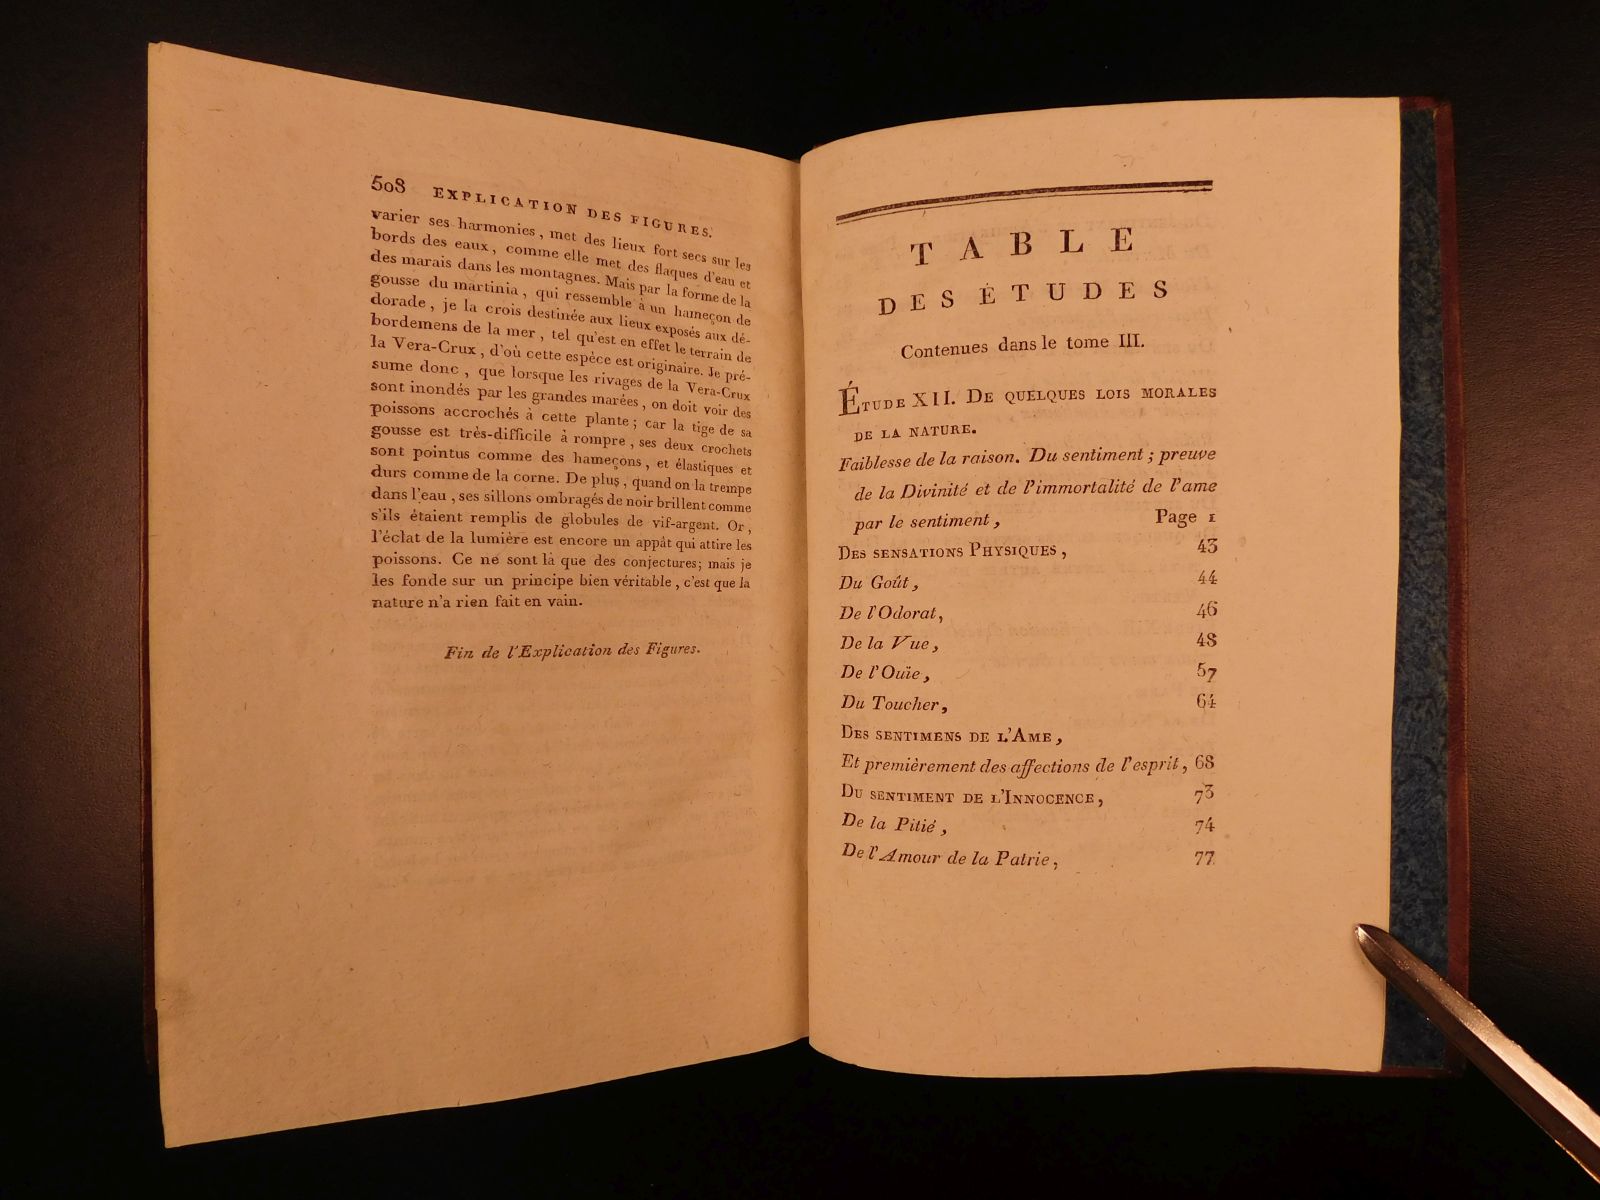 508 EXPLICATION DES FIGURES.
varier ses harmonies, met des lieux fort secs sur les
bords des eaux, comme elle met des flaques d'eau et
des marais dans les montagnes. Mais par la forme de la
gousse du martinia, qui ressemble à un hameçon de
dorade, je la crois destinée aux lieux exposés aux dé-
bordemens de la mer, tel qu'est en effet le terrain de
la Vera-Crux, d'où cette espèce est originaire. Je pré-
sume donc, que lorsque les rivages de la Vera-Crux
sont inondés par les grandes marées, on doit voir des
poissons accrochés à cette plante; car la tige de sa
gousse est très-difficile à rompre, ses deux crochets
sont pointus comme des hameçons, et élastiques et
durs comme de la corne. De plus, quand on la trempe
dans l'eau, ses sillons ombragés de noir brillent comme
s'ils étaient remplis de globules de vif-argent. Or,
l'éclat de la lumière est encore un appât qui attire les
poissons. Ce ne sont là que des conjectures; mais je
les fonde sur un principe bien véritable, c'est que la
nature n'a rien fait en vain.
Fin de l'Explication des Figures.
TABLE
DES ÉTUDES
Contenues dans le tome III.
ÉTUDE XII. DE QUELQUES LOIS MORALES
DE LA NATURE.
Faiblesse de la raison. Du sentiment; preuve
de la Divinité et de l'immortalité de l'ame
par le sentiment, Page 1
DES SENSATIONS PHYSIQUES, 43
Du Goût, 44
De l'Odorat, 46
De la Vue, 48
De l'Ouïe, 57
Du Toucher, 64
DES SENTIMENS DE L'AME,
Et premièrement des affections de l'esprit, 68
DU SENTIMENT DE L'INNOCENCE, 73
De la Pitié, 74
De l'Amour de la Patrie, 77